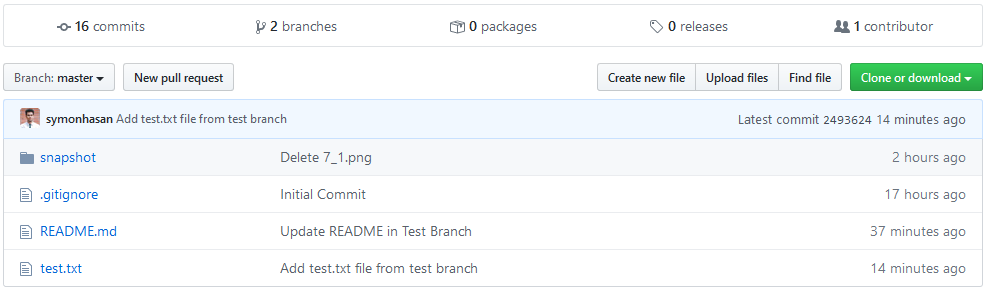 16 commits 2 branches 0 packages 0 releases 1 contributor
Branch: master New pull request Create new file Upload files Find file Clone or download
symonhasan Add test.txt file from test branch Latest commit 2493624 14 minutes ago
snapshot Delete 7_1.png 2 hours ago
.gitignore Initial Commit 17 hours ago
README.md Update README in Test Branch 37 minutes ago
test.txt Add test.txt file from test branch 14 minutes ago